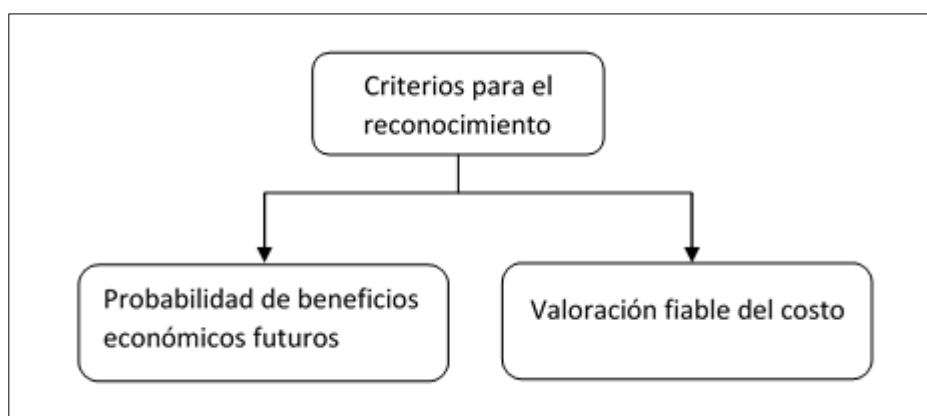 Criterios para el
reconocimiento
Probabilidad de beneficios
económicos futuros
Valoración fiable del costo